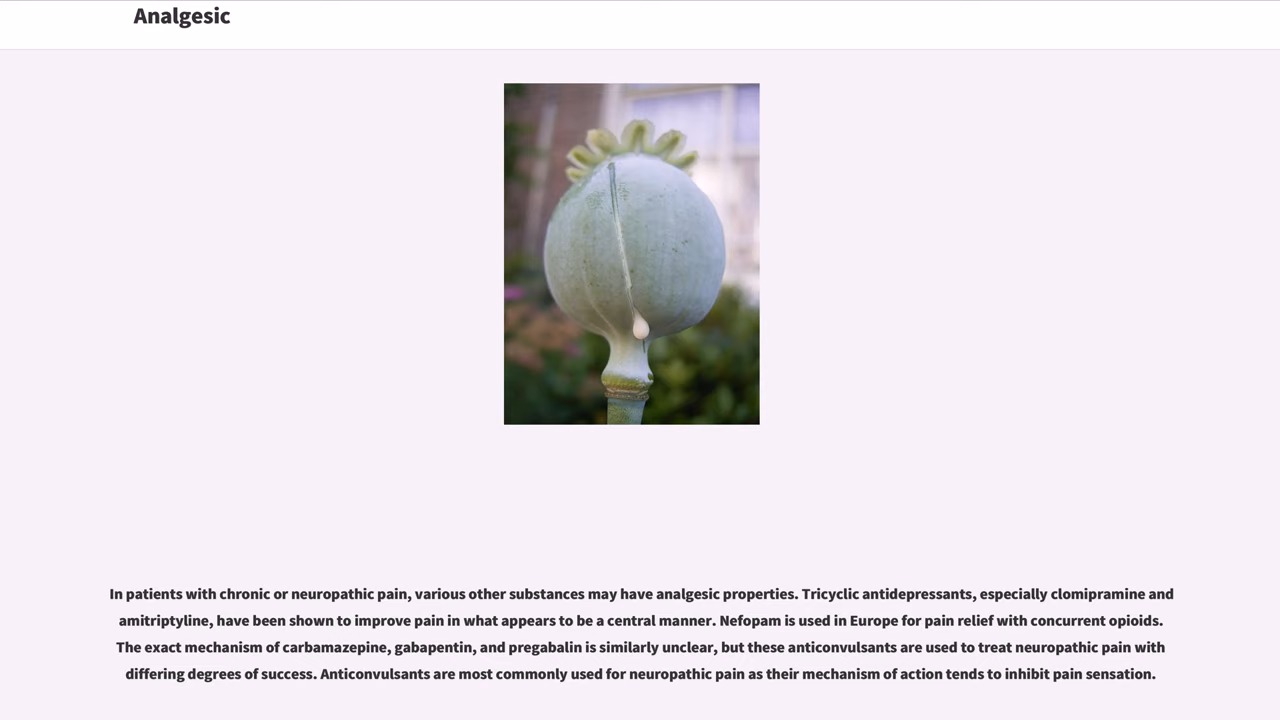 Analgesic
In patients with chronic or neuropathic pain, various other substances may have analgesic properties. Tricyclic antidepressants, especially clomipramine and
amitriptyline, have been shown to improve pain in what appears to be a central manner. Nefopam is used in Europe for pain relief with concurrent opioids.
The exact mechanism of carbamazepine, gabapentin, and pregabalin is similarly unclear, but these anticonvulsants are used to treat neuropathic pain with
differing degrees of success. Anticonvulsants are most commonly used for neuropathic pain as their mechanism of action tends to inhibit pain sensation.